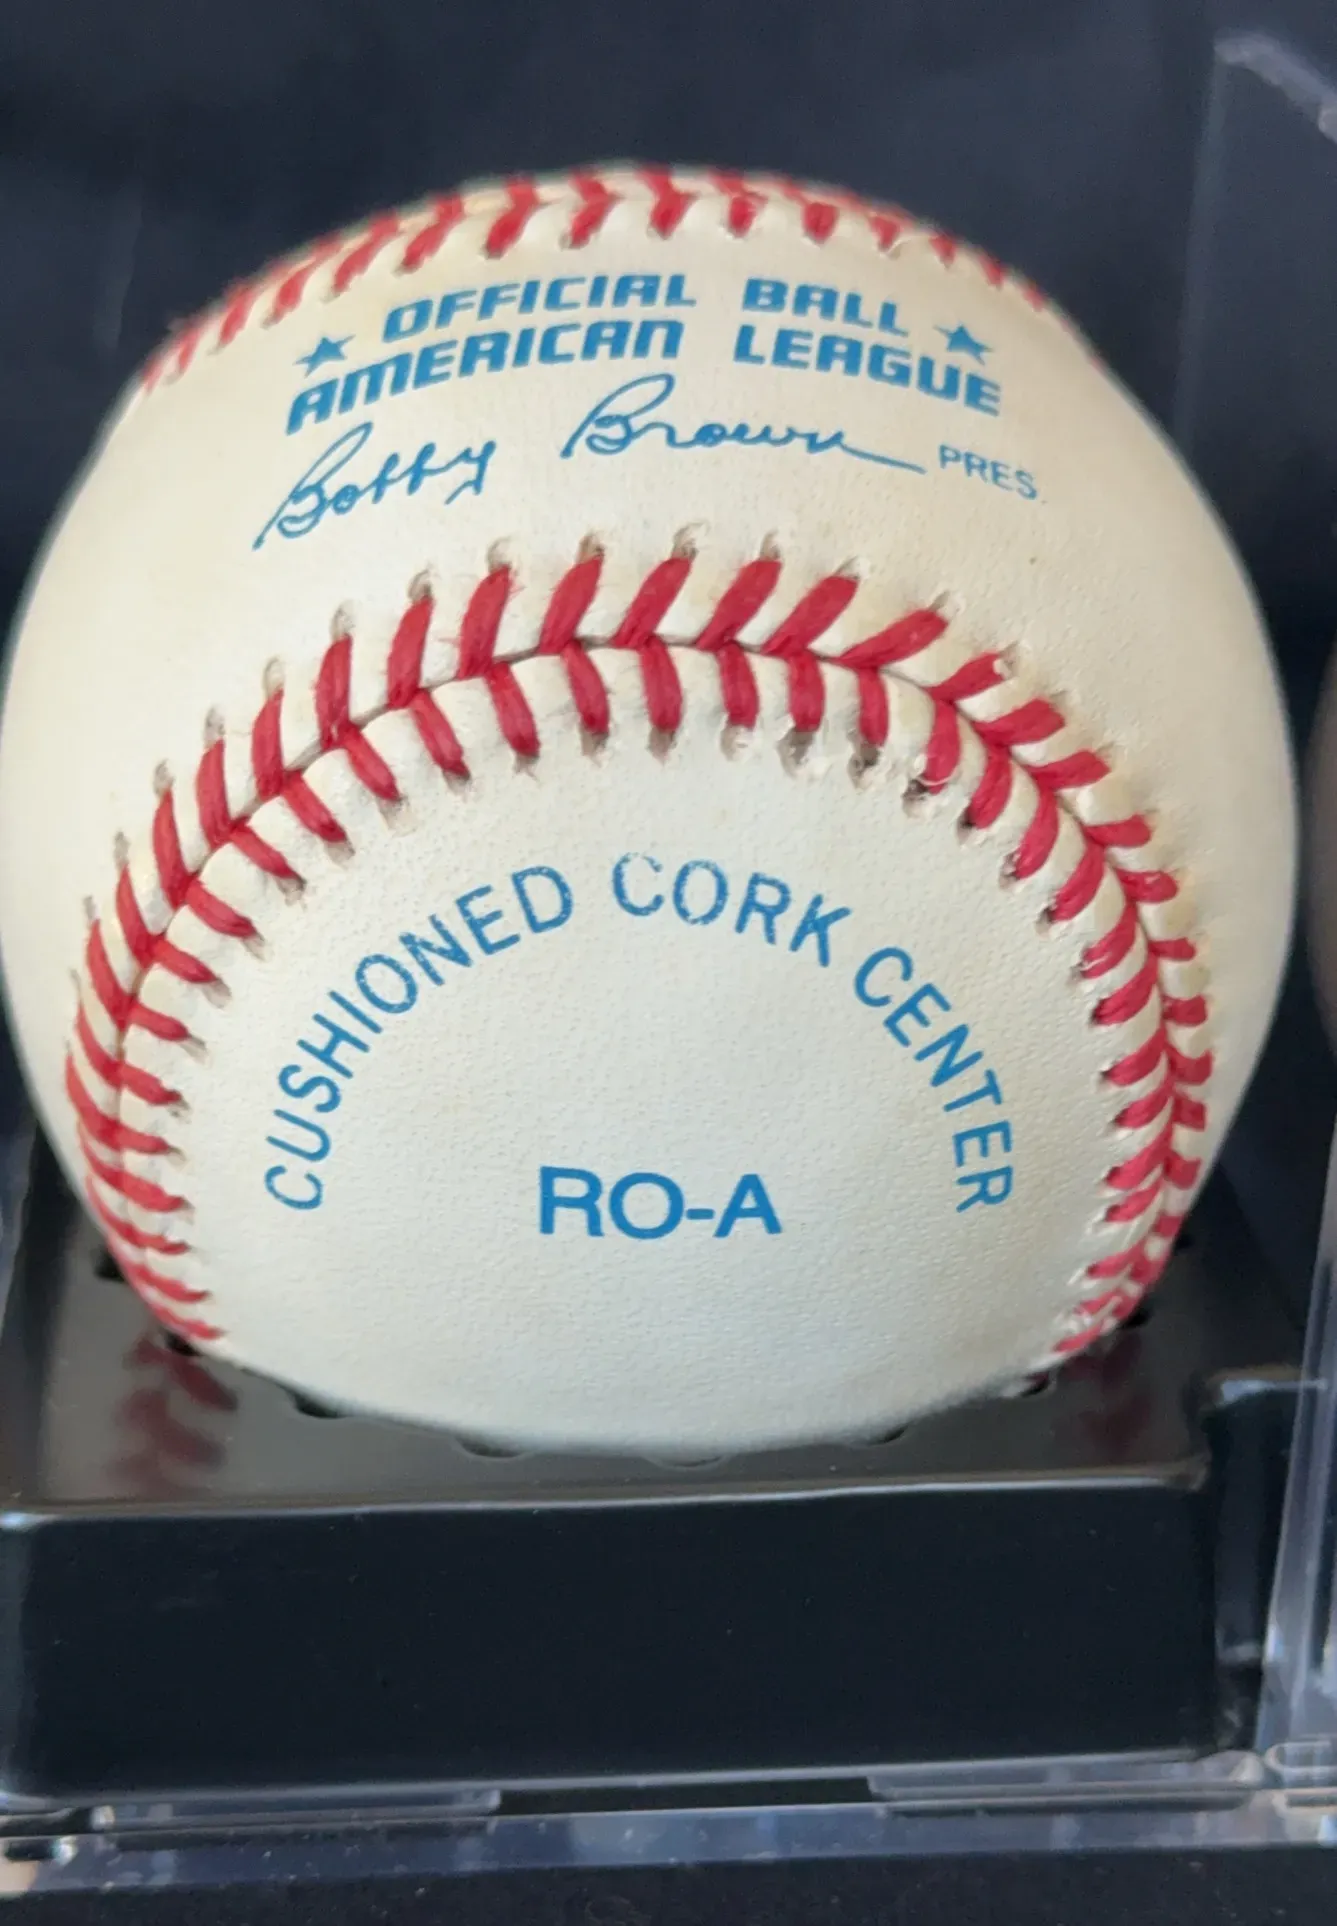 ★ OFFICIAL BALL ★
AMERICAN LEAGUE
Bobby Brown PRES.
CUSHIONED CORK CENTER
RO-A